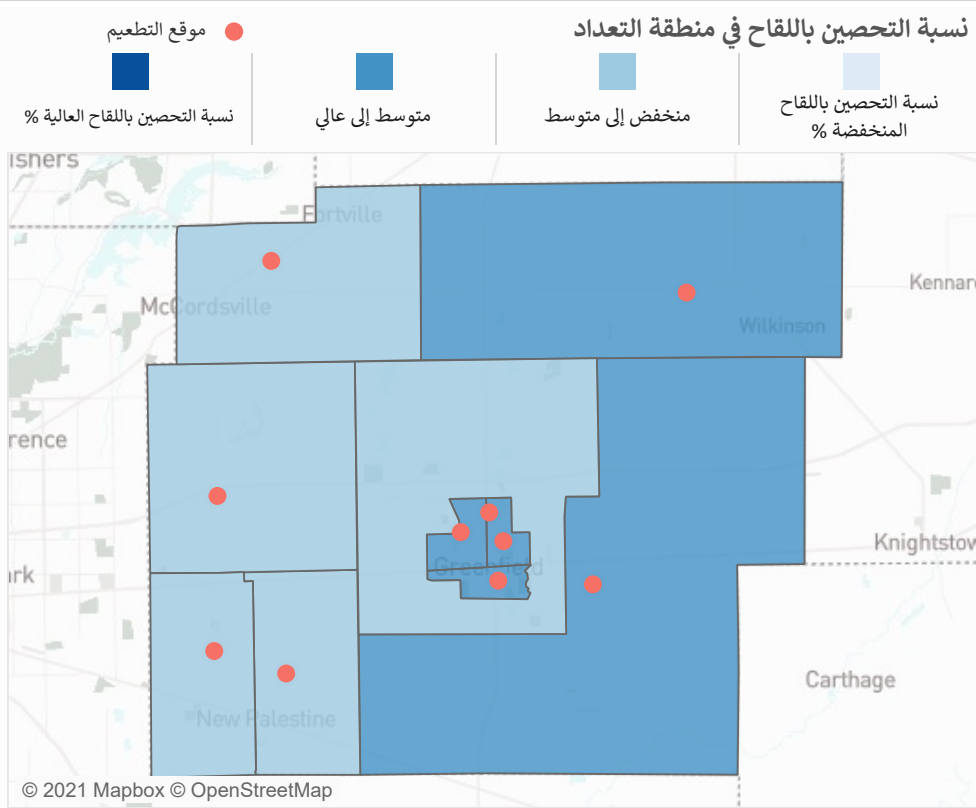 نسبة التحصين باللقاح في منطقة التعداد
موقع التطعيم
نسبة التحصين باللقاح
المنخفضة %
منخفض إلى متوسط
متوسط إلى عالي
نسبة التحصين باللقاح العالية %
ishers
Fortville
McCordsville
Kennar
Wilkinson
rence
Knightstow
Greenfield
ark
Carthage
New Palestine
© 2021 Mapbox © OpenStreetMap